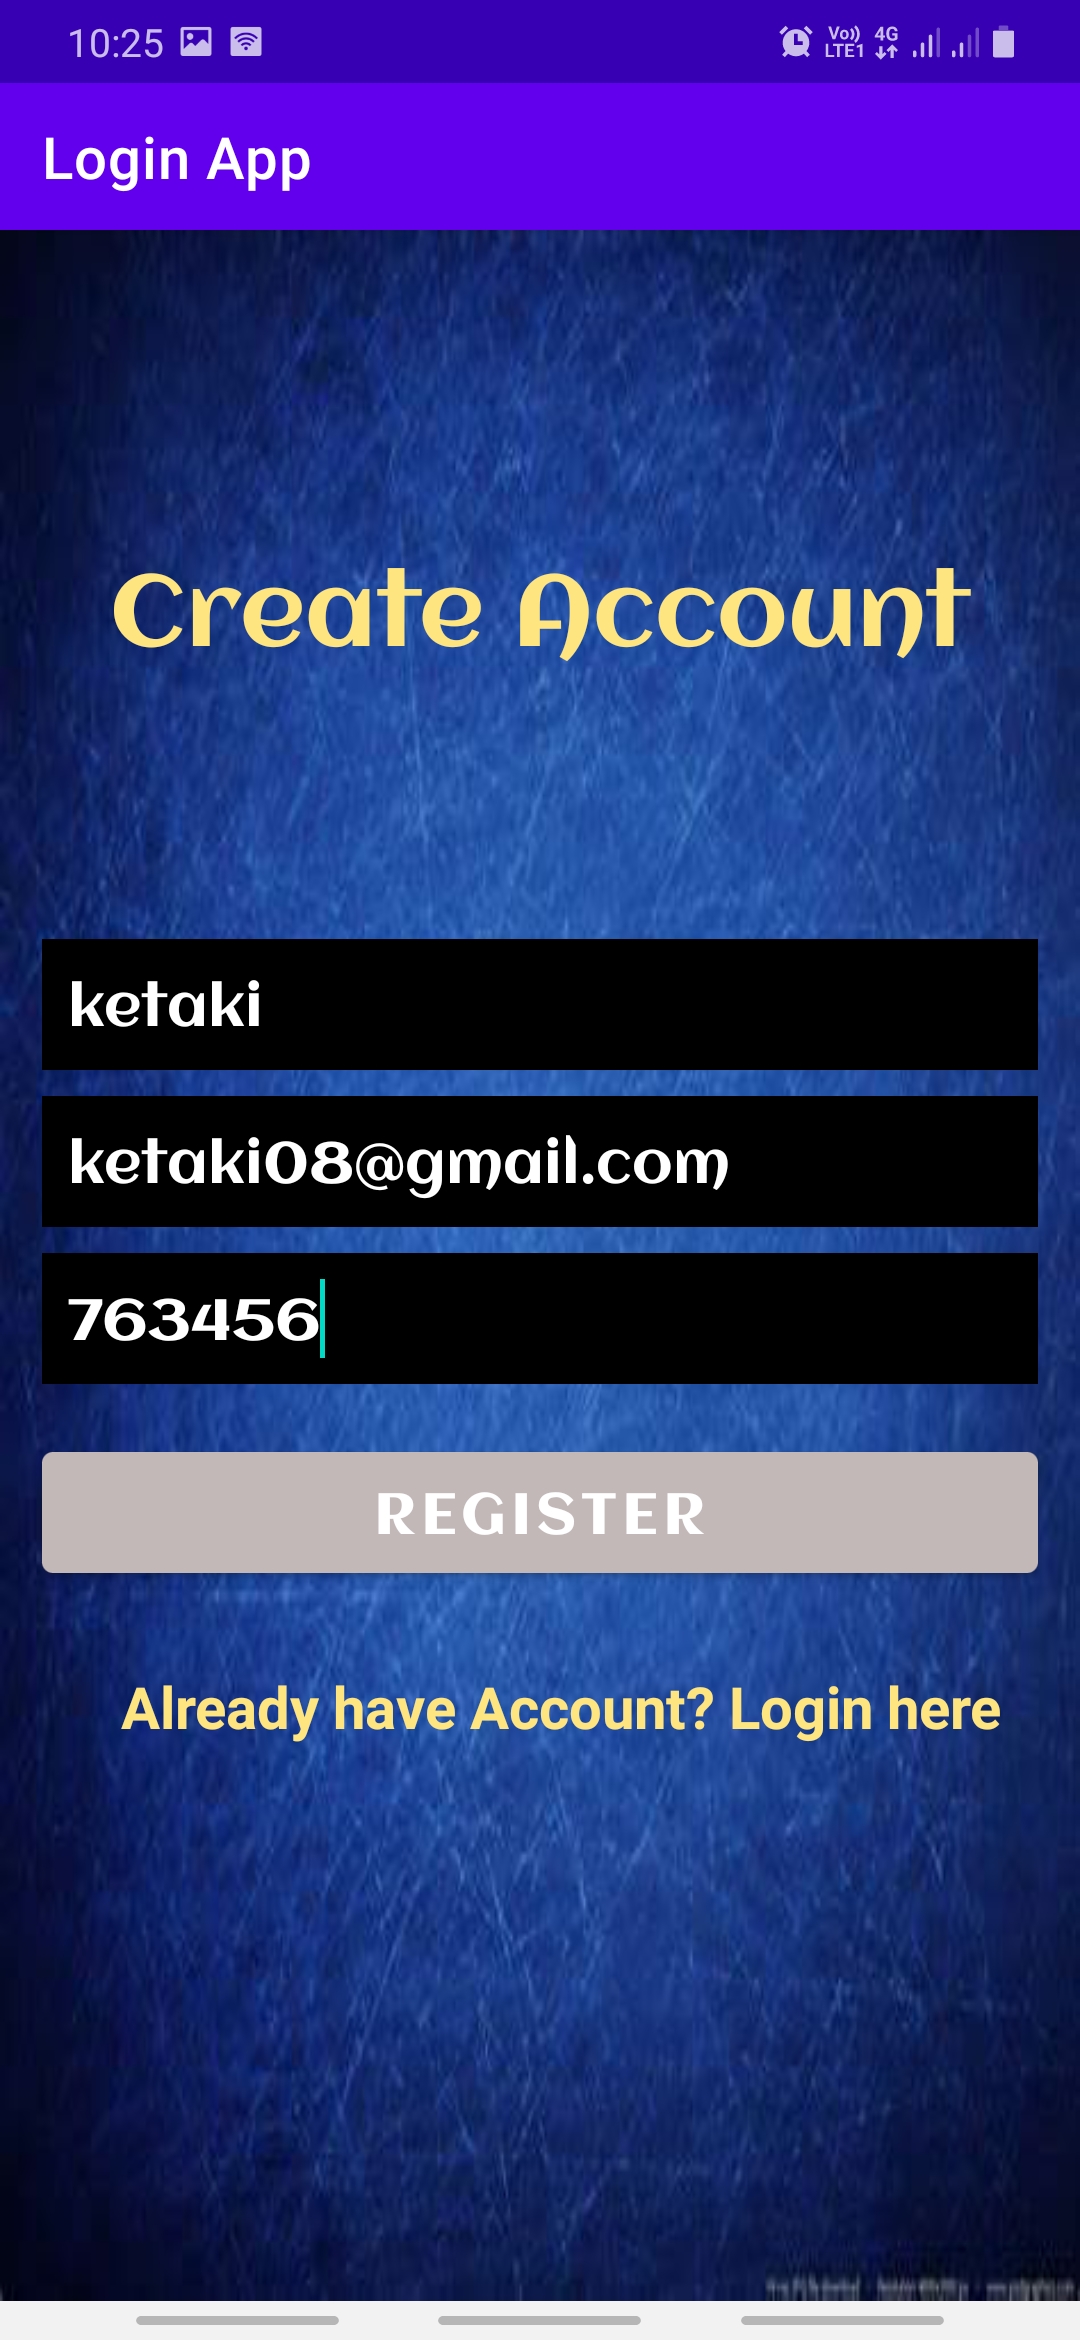 10:25 Vo)) LTE1 4G
Login App
Create Account
ketaki
ketaki08@gmail.com
763456
REGISTER
Already have Account? Login here